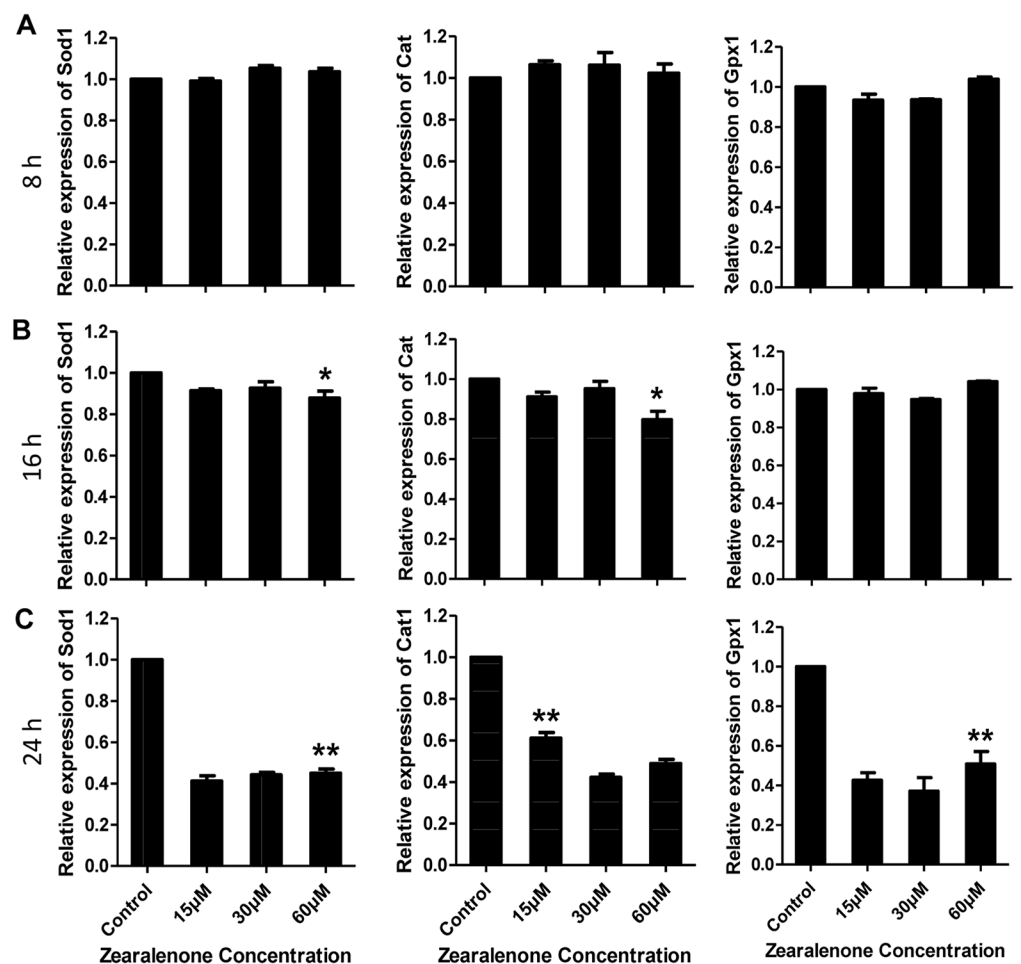 A
Relative expression of Sod1
1.2
1.0
0.8
0.6
0.4
0.2
0.0
Relative expression of Cat
1.2
1.0
0.8
0.6
0.4
0.2
0.0
Relative expression of Gpx1
1.2
1.0
0.8
0.6
0.4
0.2
0.0
8 h
B
Relative expression of Sod1
1.2
1.0
0.8
0.6
0.4
0.2
0.0
*
Relative expression of Cat
1.2
1.0
0.8
0.6
0.4
0.2
0.0
*
Relative expression of Gpx1
1.2
1.0
0.8
0.6
0.4
0.2
0.0
16 h
C
Relative expression of Sod1
1.2
1.0
0.8
0.6
0.4
0.2
0.0
**
Control
15µM
30µM
60µM
Zearalenone Concentration
Relative expression of Cat1
1.2
1.0
0.8
0.6
0.4
0.2
0.0
**
Control
15µM
30µM
60µM
Zearalenone Concentration
Relative expression of Gpx1
1.2
1.0
0.8
0.6
0.4
0.2
0.0
**
Control
15µM
30µM
60µM
Zearalenone Concentration
24 h